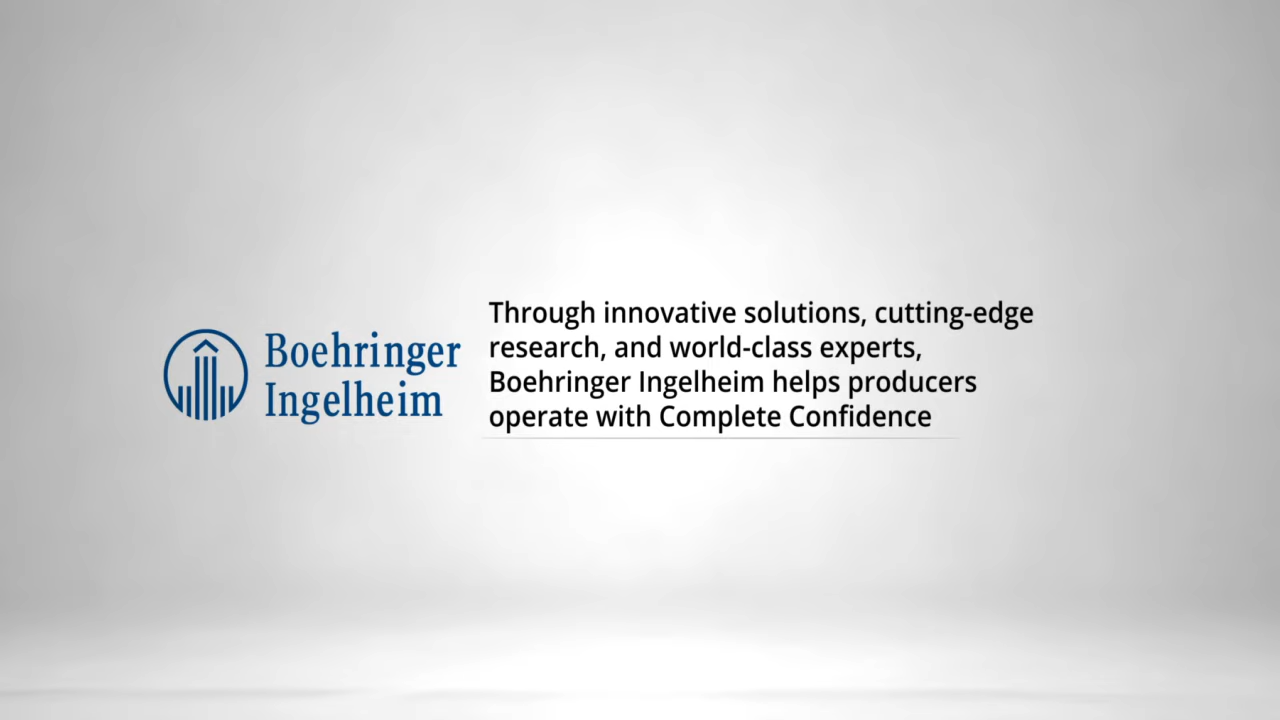 Boehringer
Ingelheim
Through innovative solutions, cutting-edge
research, and world-class experts,
Boehringer Ingelheim helps producers
operate with Complete Confidence